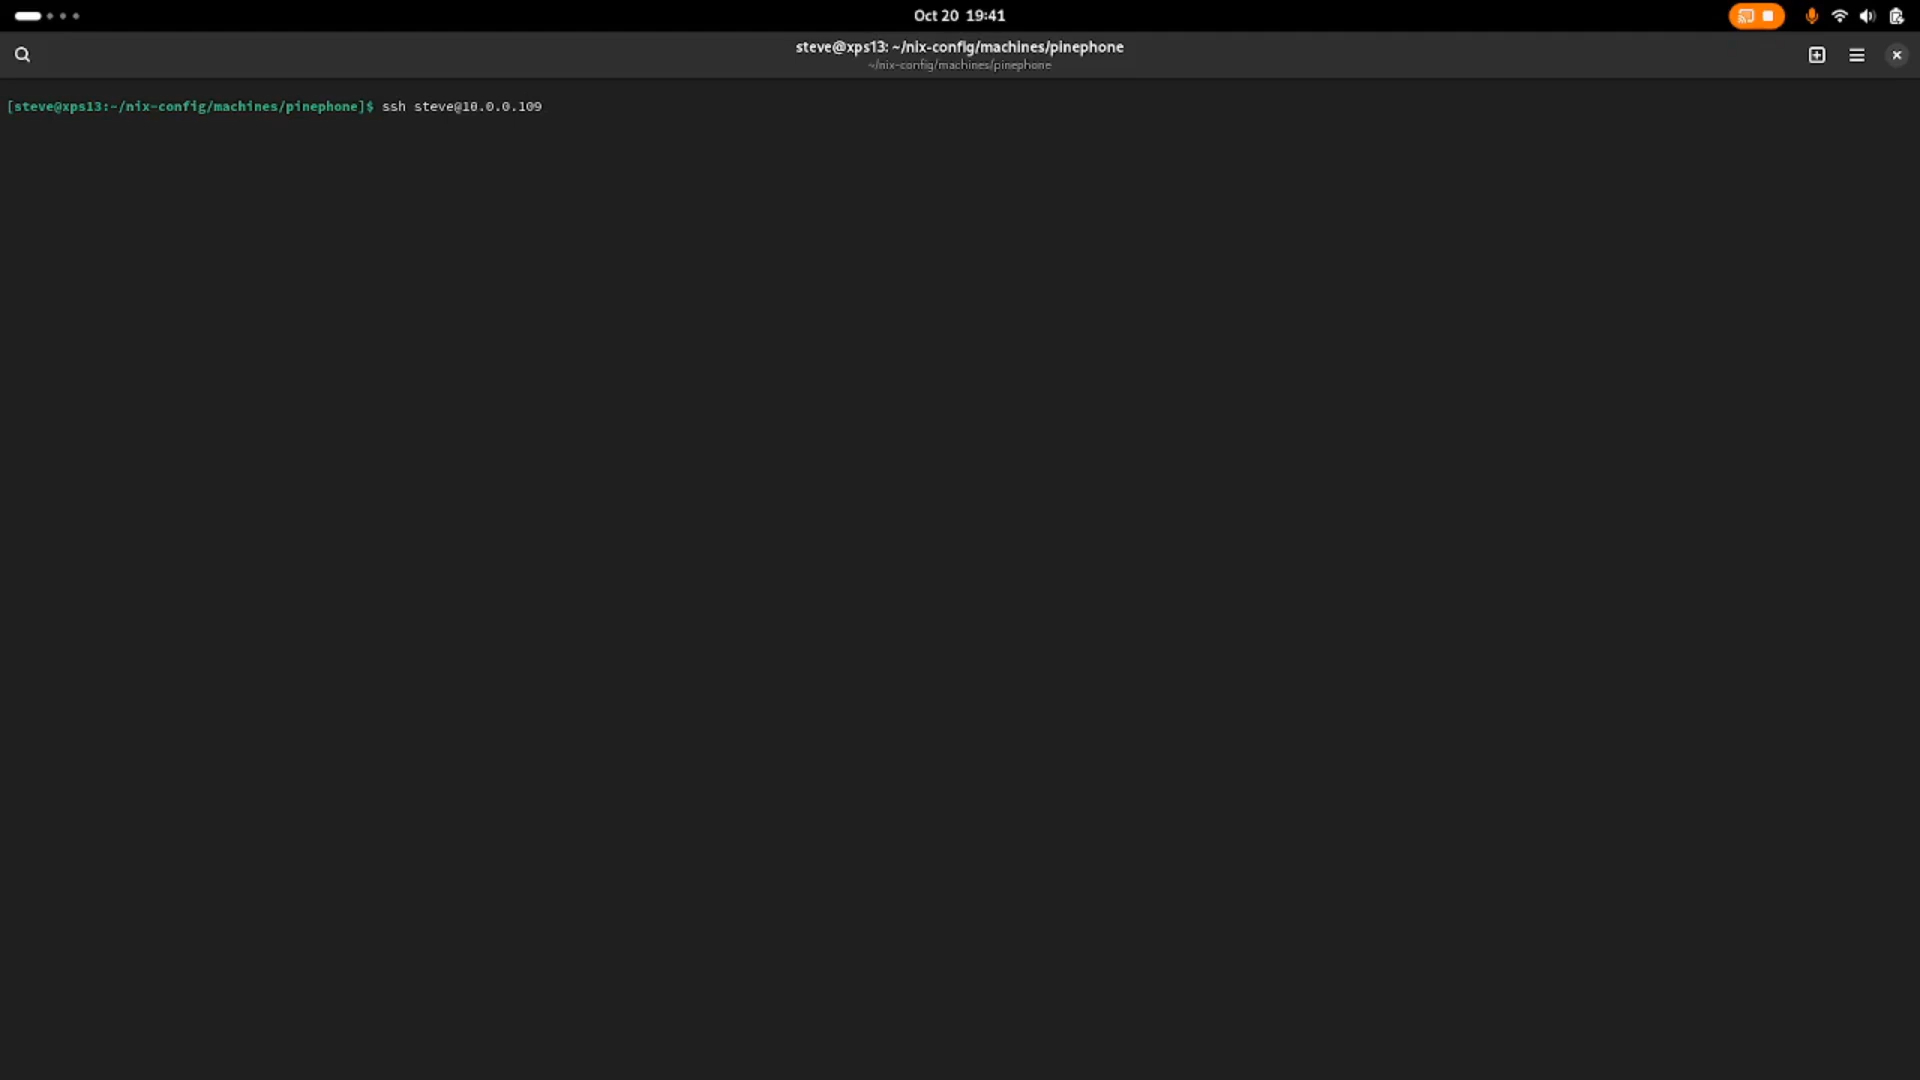 Oct 20 19:41
steve@xps13: ~/nix-config/machines/pinephone
~/nix-config/machines/pinephone
[steve@xps13:~/nix-config/machines/pinephone]$ ssh steve@10.0.0.109